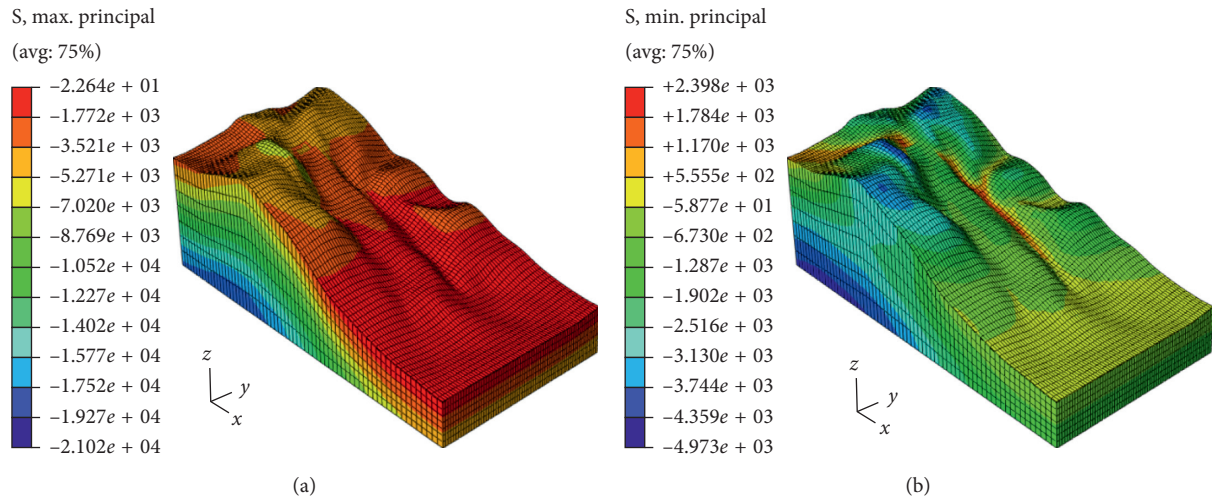 S, max. principal
(avg: 75%)
–2.264e + 01
–1.772e + 03
–3.521e + 03
–5.271e + 03
–7.020e + 03
–8.769e + 03
–1.052e + 04
–1.227e + 04
–1.402e + 04
–1.577e + 04
–1.752e + 04
–1.927e + 04
–2.102e + 04
z
y
x
(a)
S, min. principal
(avg: 75%)
+2.398e + 03
+1.784e + 03
+1.170e + 03
+5.555e + 02
–5.877e + 01
–6.730e + 02
–1.287e + 03
–1.902e + 03
–2.516e + 03
–3.130e + 03
–3.744e + 03
–4.359e + 03
–4.973e + 03
z
y
x
(b)